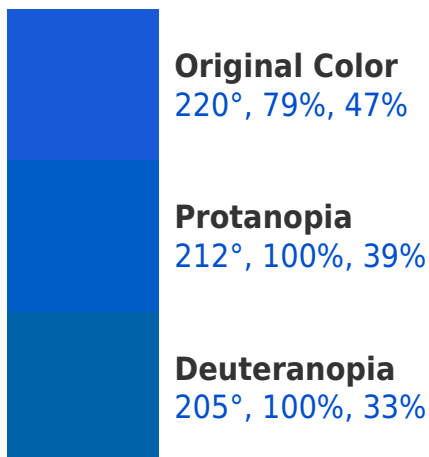 Original Color
220°, 79%, 47%
Protanopia
212°, 100%, 39%
Deuteranopia
205°, 100%, 33%